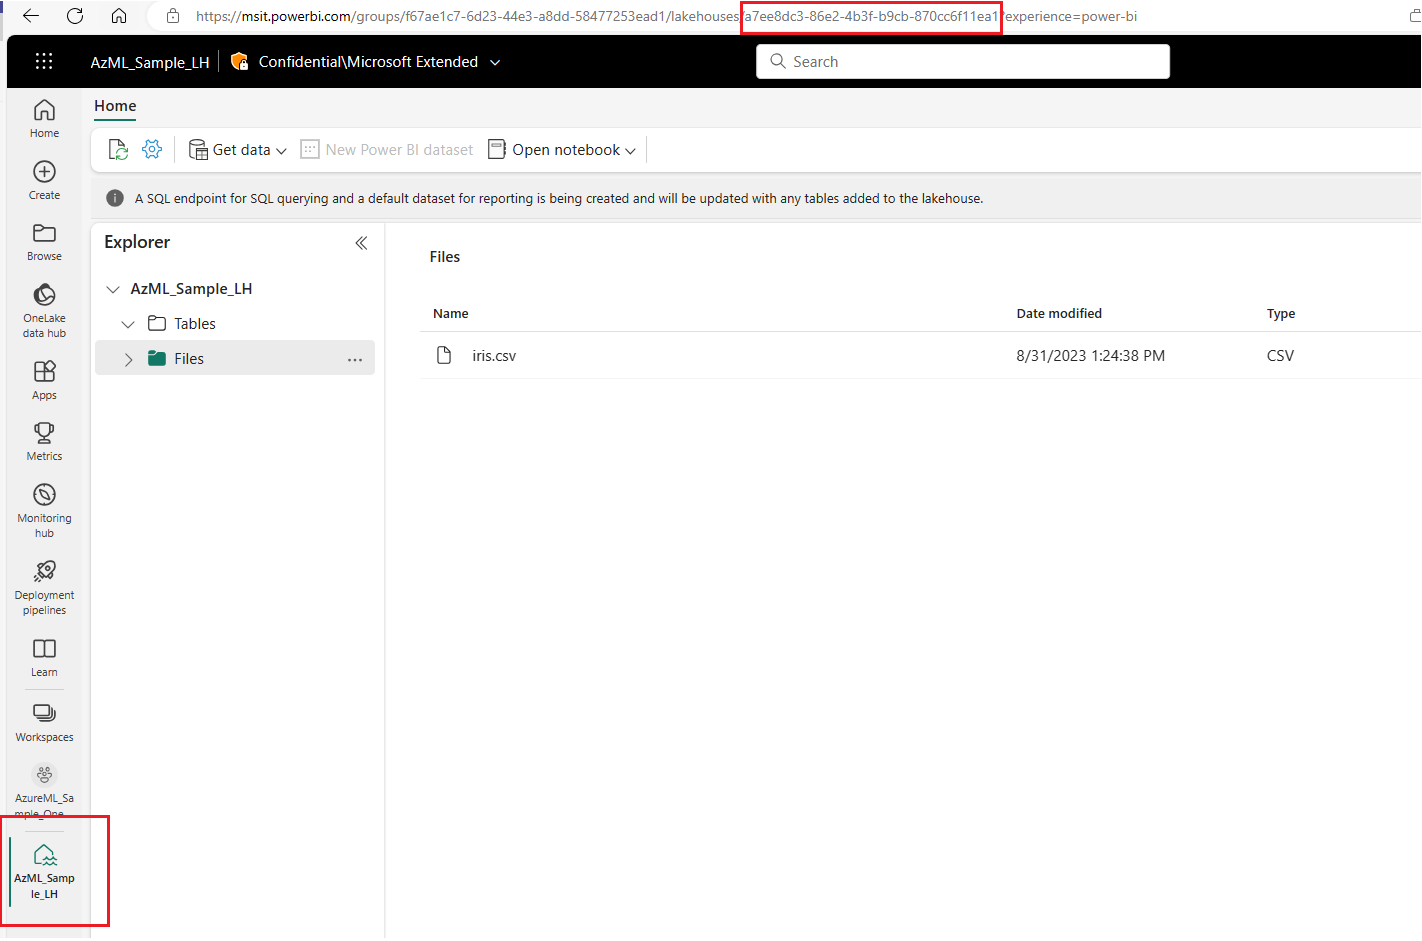 https://msit.powerbi.com/groups/f67ae1c7-6d23-44e3-a8dd-58477253ead1/lakehouses/a7ee8dc3-86e2-4b3f-b9cb-870cc6f11ea1?experience=power-bi
AzML_Sample_LH
Confidential\Microsoft Extended
Search
Home
Create
Browse
OneLake
data hub
Apps
Metrics
Monitoring
hub
Deployment
pipelines
Learn
Workspaces
AzureML_Sa
mple_One
AzML_Samp
le_LH
Home
Get data
New Power BI dataset
Open notebook
A SQL endpoint for SQL querying and a default dataset for reporting is being created and will be updated with any tables added to the lakehouse.
Explorer
AzML_Sample_LH
Tables
Files
...
Files
Name Date modified Type
iris.csv 8/31/2023 1:24:38 PM CSV